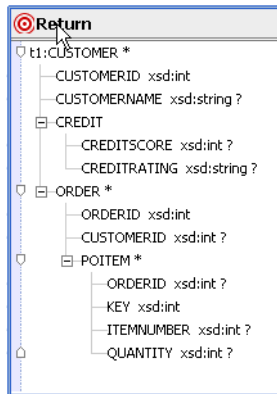 Return
t1:CUSTOMER *
CUSTOMERID xsd:int
CUSTOMERNAME xsd:string ?
CREDIT
CREDITSCORE xsd:int ?
CREDITRATING xsd:string ?
ORDER *
ORDERID xsd:int
CUSTOMERID xsd:int ?
POITEM *
ORDERID xsd:int ?
KEY xsd:int
ITEMNUMBER xsd:int ?
QUANTITY xsd:int ?